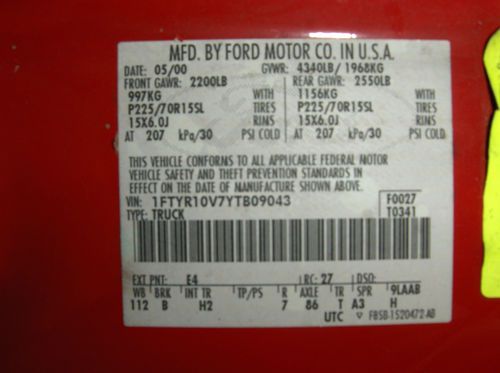 MFD. BY FORD MOTOR CO. IN U.S.A.
DATE: 05/00 GVWR: 4340LB/ 1968KG
FRONT GAWR: 2200LB REAR GAWR: 2550LB
997KG WITH 1156KG WITH
P225/70R15SL TIRES P225/70R15SL TIRES
15X6.0J RIMS 15X6.0J RIMS
AT 207 kPa/30 PSI COLD AT 207 kPa/30 PSI COLD
THIS VEHICLE CONFORMS TO ALL APPLICABLE FEDERAL MOTOR
VEHICLE SAFETY AND THEFT PREVENTION STANDARDS IN
EFFECT ON THE DATE OF MANUFACTURE SHOWN ABOVE.
VIN: 1FTYR10V7YTB09043 F0027
TYPE: TRUCK T0341
EXT PNT: E4 RC: 27 DSO:
WB BRK INT TR TP/PS R AXLE TR SPR 9LAAB
112 B H2 7 86 T A3 H
UTC F85B-1520472-AB